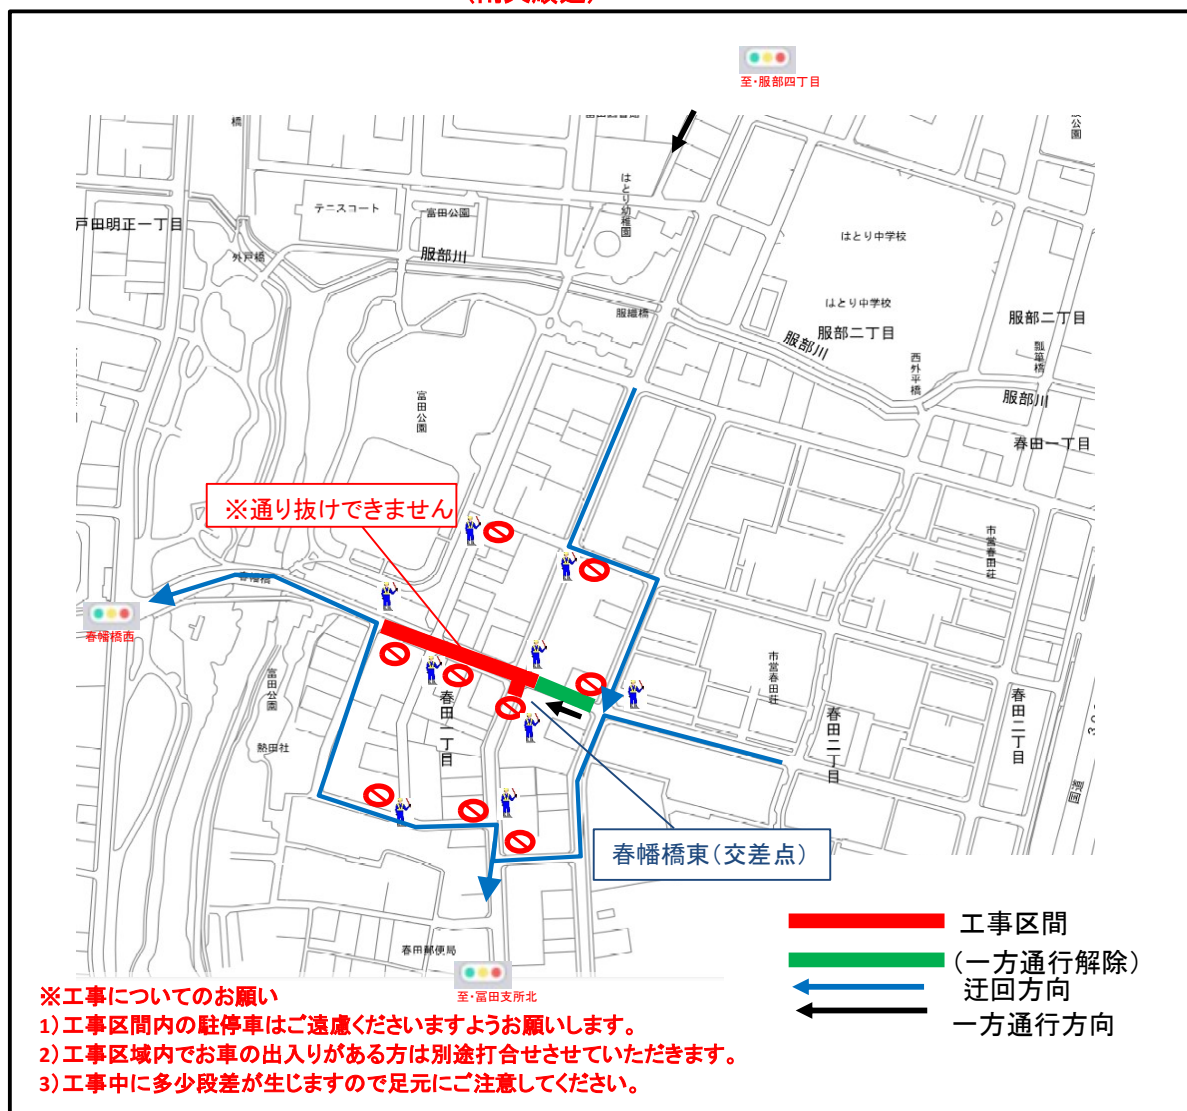 至・服部四丁目
橋
公園
はとり幼稚園
テニスコート
富田公園
戸田明正一丁目
外戸橋
服部川
はとり中学校
はとり中学校
服部二丁目
服部二丁目
服織橋
服部川
西外平橋
瓢箪橋
服部川
富田公園
春田一丁目
※通り抜けできません
市営春田荘
春幡橋
春幡橋西
富田公園
市営春田荘
春田一丁目
春田二丁目
春田二丁目
熱田社
国道
春幡橋東(交差点)
春田郵便局
至・冨田支所北
工事区間
(一方通行解除)
迂回方向
一方通行方向
※工事についてのお願い
1)工事区間内の駐停車はご遠慮くださいますようお願いします。
2)工事区域内でお車の出入りがある方は別途打合せさせていただきます。
3)工事中に多少段差が生じますので足元にご注意してください。